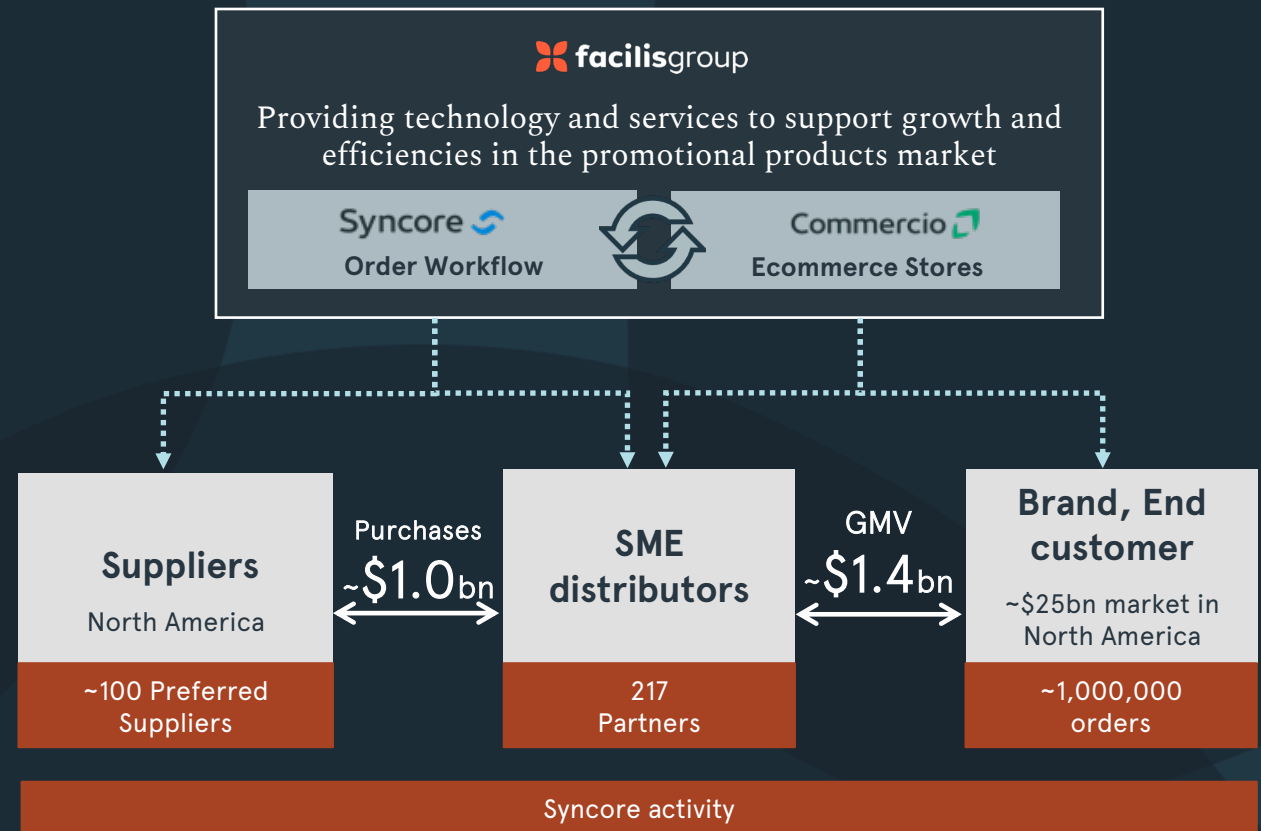 facilisgroup
Providing technology and services to support growth and
efficiencies in the promotional products market
Syncore
Order Workflow
Commercio
Ecommerce Stores
Suppliers
North America
~100 Preferred
Suppliers
Purchases
~$1.0bn
SME
distributors
217
Partners
GMV
~$1.4bn
Brand, End
customer
~$25bn market in
North America
~1,000,000
orders
Syncore activity